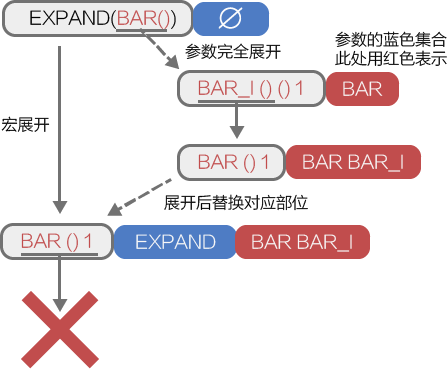 EXPAND(BAR()) ∅
参数完全展开
参数的蓝色集合
此处用红色表示
BAR_I () () 1 BAR
宏展开
BAR () 1 BAR BAR_I
展开后替换对应部位
BAR () 1 EXPAND BAR BAR_I